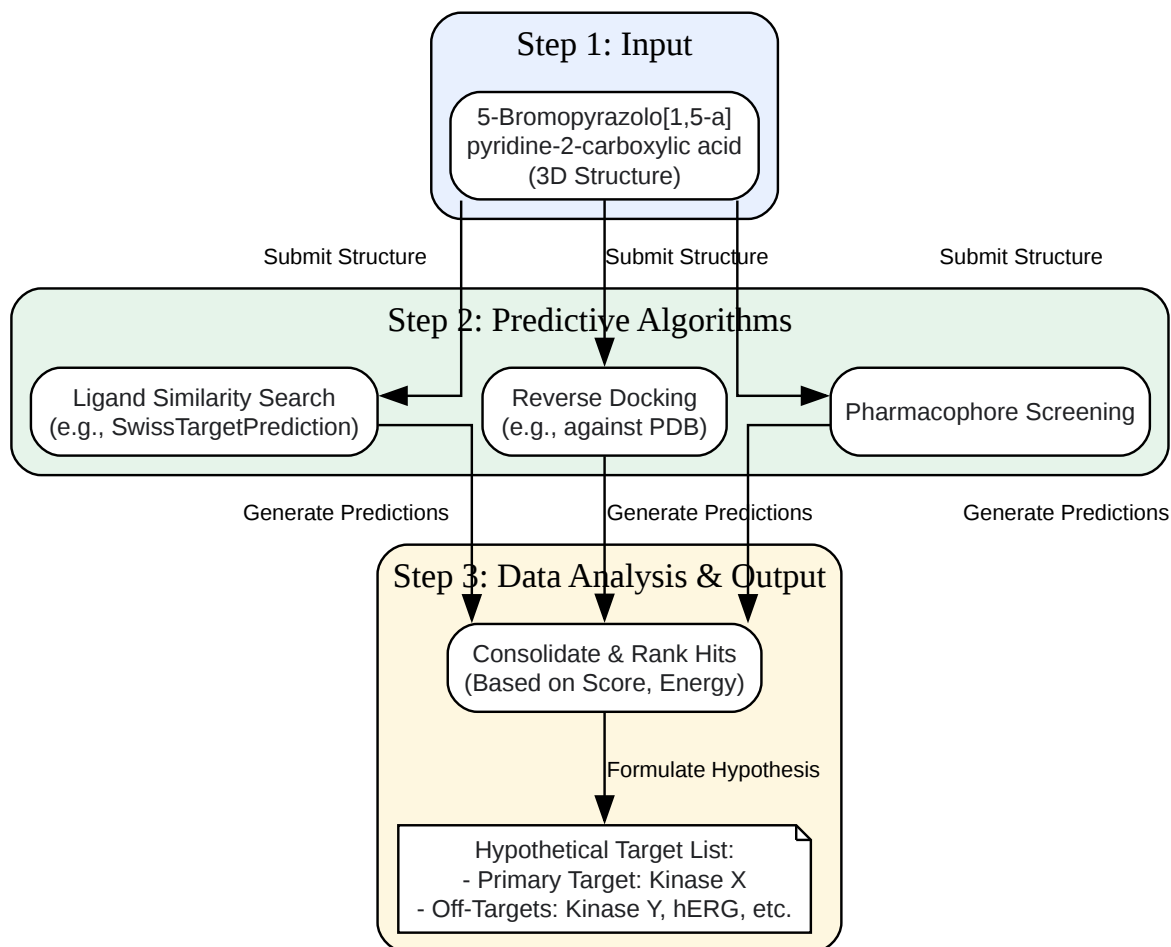 Step 1: Input
5-Bromopyrazolo[1,5-a]
pyridine-2-carboxylic acid
(3D Structure)
Submit Structure
Submit Structure
Submit Structure
Step 2: Predictive Algorithms
Ligand Similarity Search
(e.g., SwissTargetPrediction)
Reverse Docking
(e.g., against PDB)
Pharmacophore Screening
Generate Predictions
Generate Predictions
Generate Predictions
Step 3: Data Analysis & Output
Consolidate & Rank Hits
(Based on Score, Energy)
Formulate Hypothesis
Hypothetical Target List:
- Primary Target: Kinase X
- Off-Targets: Kinase Y, hERG, etc.